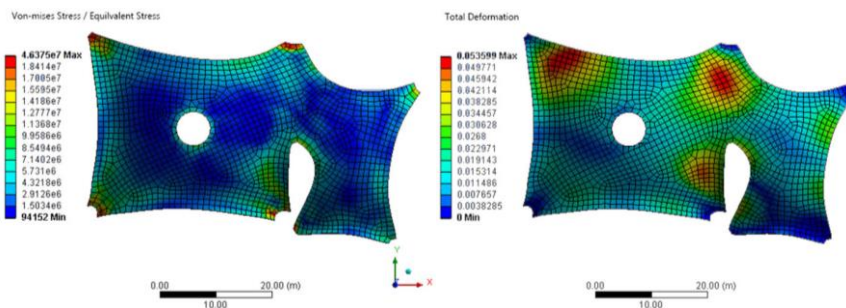 Von-mises Stress / Equilvalent Stress
4.6375e7 Max
1.8414e7
1.7005e7
1.5595e7
1.4186e7
1.2777e7
1.1368e7
9.9586e6
8.5494e6
7.1402e6
5.731e6
4.3218e6
2.9126e6
1.5034e6
94152 Min
0.00
20.00 (m)
10.00
Y
X
Total Deformation
0.053599 Max
0.049771
0.045942
0.042114
0.038285
0.034457
0.030628
0.0268
0.022971
0.019143
0.015314
0.011486
0.007657
0.0038285
0 Min
0.00
20.00 (m)
10.00